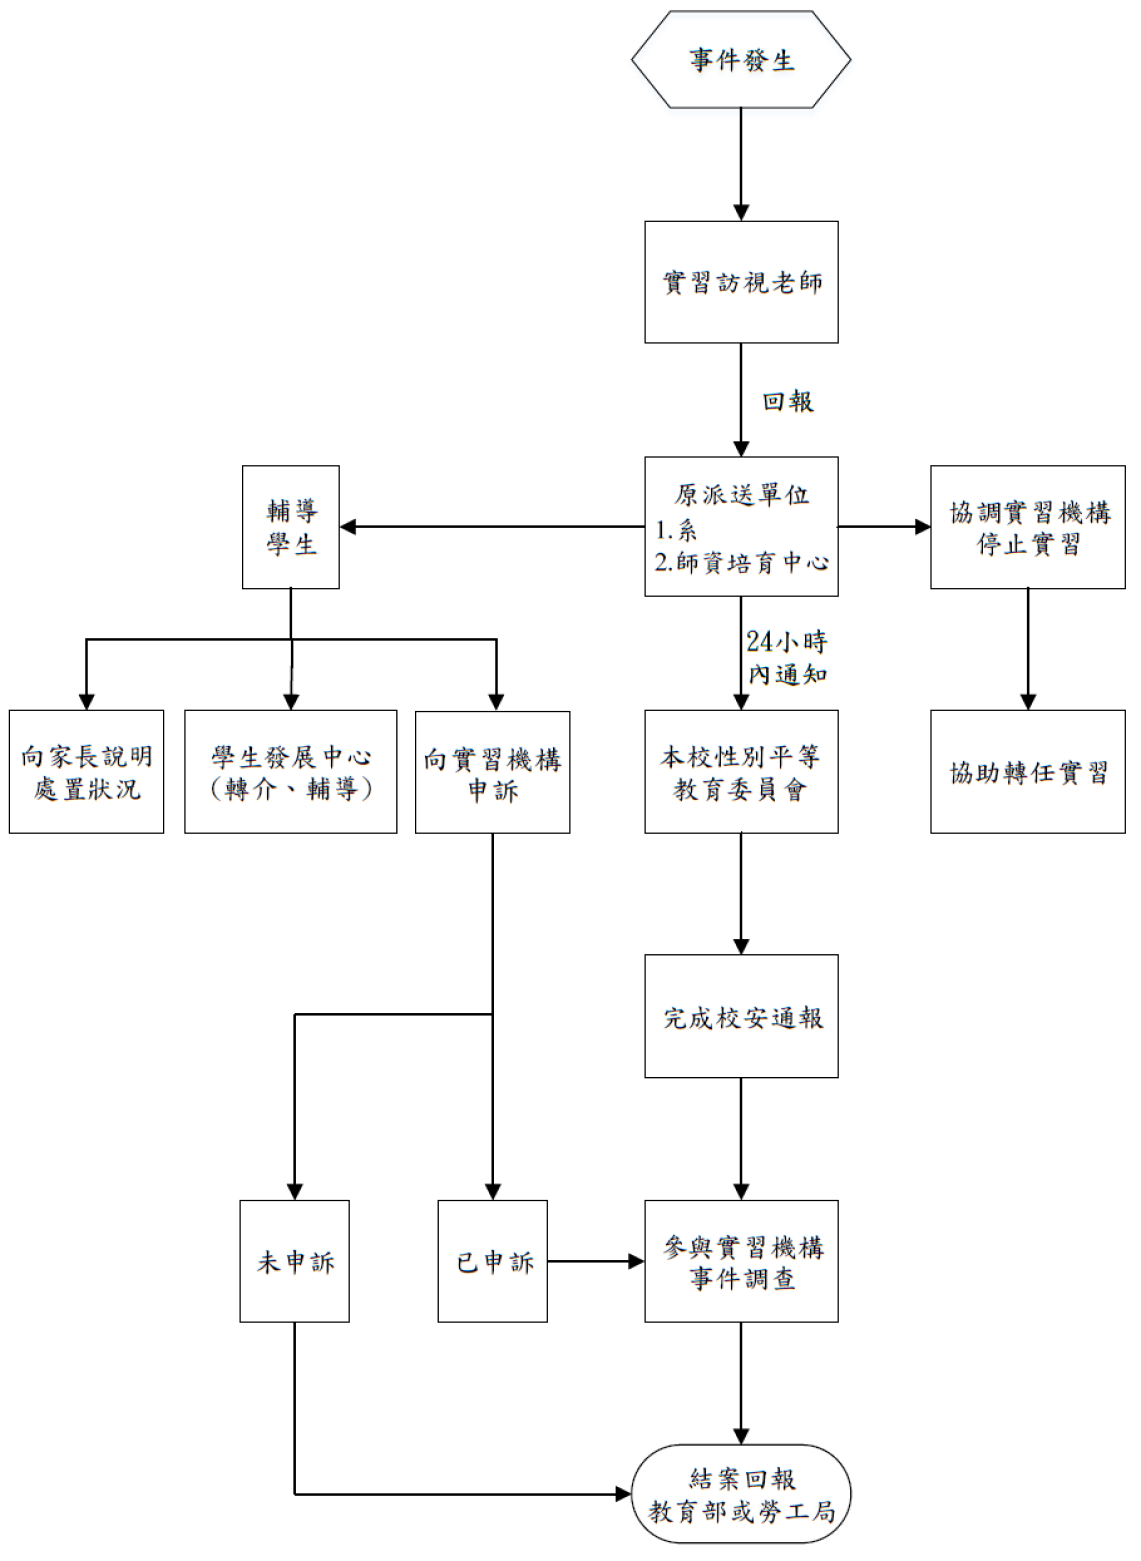 事件發生
實習訪視老師
回報
原派送單位
1.系
2.師資培育中心
輔導
學生
協調實習機構
停止實習
24小時
內通知
向家長說明
處置狀況
學生發展中心
(轉介、輔導)
向實習機構
申訴
本校性別平等
教育委員會
協助轉任實習
完成校安通報
未申訴
已申訴
參與實習機構
事件調查
結案回報
教育部或勞工局